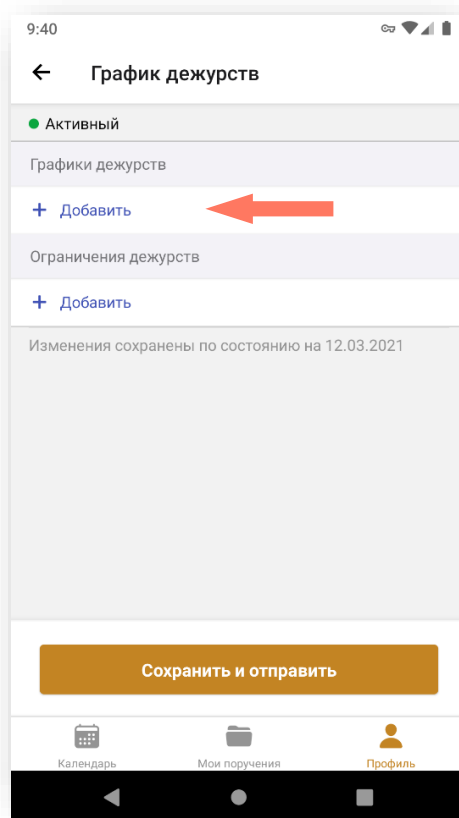 9:40
График дежурств
Активный
Графики дежурств
+ Добавить
Ограничения дежурств
+ Добавить
Изменения сохранены по состоянию на 12.03.2021
Сохранить и отправить
Календарь Мои поручения Профиль